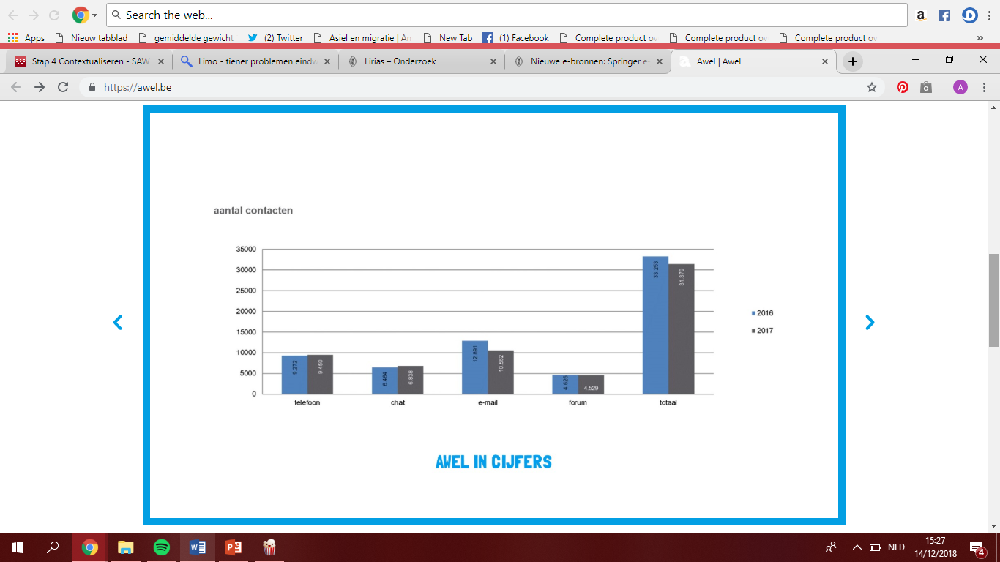 Search the web...
Apps Nieuw tabblad gemiddelde gewicht (2) Twitter Asiel en migratie | Am New Tab (1) Facebook Complete product ov Complete product ov Complete product ov »
Stap 4 Contextualiseren - SAW Limo - tiener problemen eindw Lirias – Onderzoek Nieuwe e-bronnen: Springer e- Awel | Awel
https://awel.be
A
aantal contacten
35000
30000
25000
20000
15000
10000
5000
0
9.272 9.450 6.464 6.838 12.891 10.562 4.626 4.529 33.253 31.379
telefoon chat e-mail forum totaal
2016
2017
AWEL IN CIJFERS
NLD
15:27
14/12/2018
4